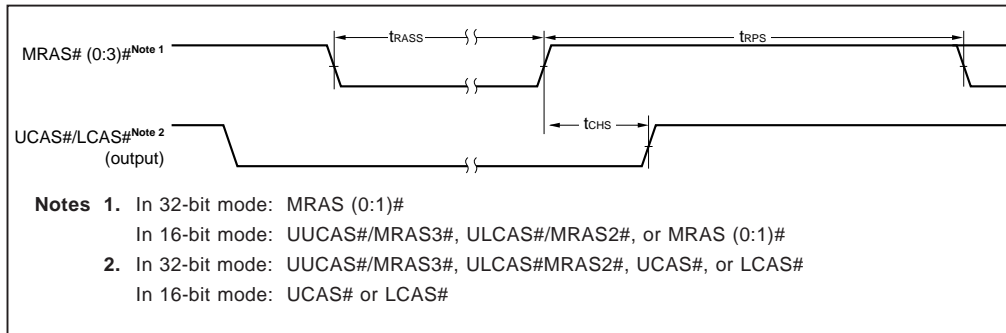 tRASS tRPS
MRAS# (0:3)#Note 1
tCHS
UCAS#/LCAS#Note 2
(output)
Notes 1. In 32-bit mode: MRAS (0:1)#
In 16-bit mode: UUCAS#/MRAS3#, ULCAS#/MRAS2#, or MRAS (0:1)#
2. In 32-bit mode: UUCAS#/MRAS3#, ULCAS#MRAS2#, UCAS#, or LCAS#
In 16-bit mode: UCAS# or LCAS#